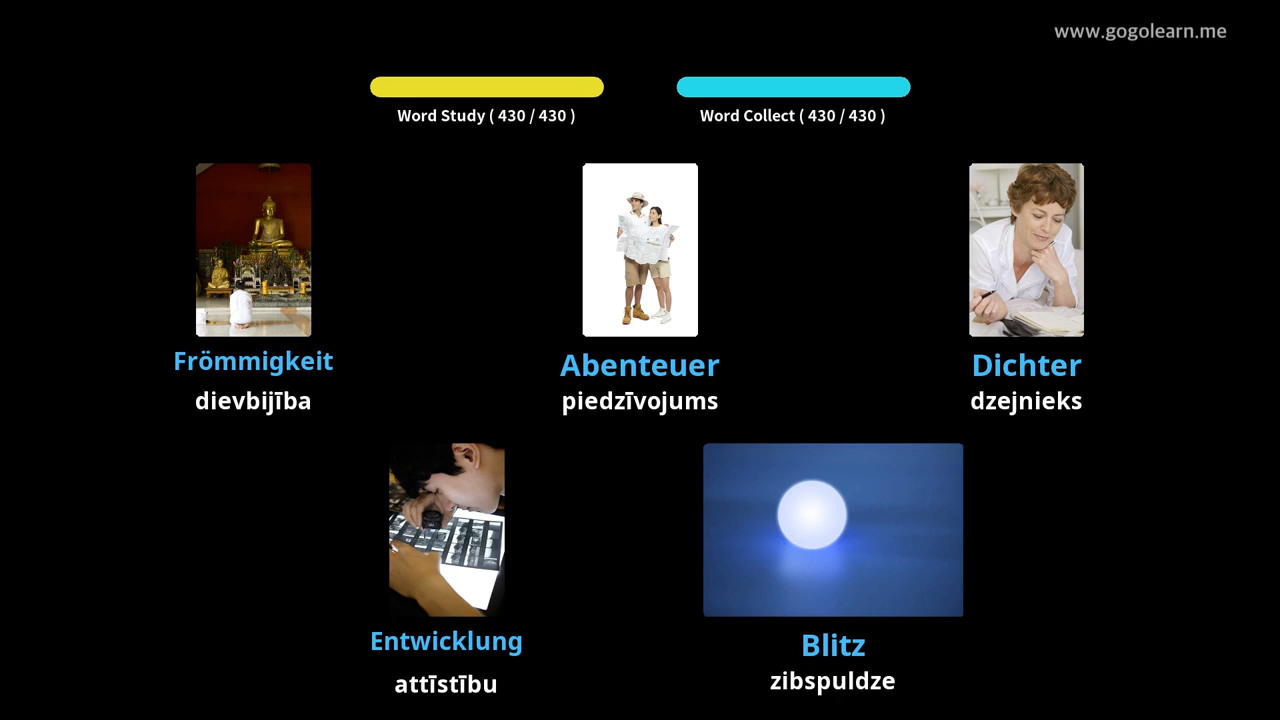 www.gogolearn.me
Word Study ( 430 / 430 )
Word Collect ( 430 / 430 )
Frömmigkeit
dievbijība
Abenteuer
piedzīvojums
Dichter
dzejnieks
Entwicklung
attīstību
Blitz
zibspuldze